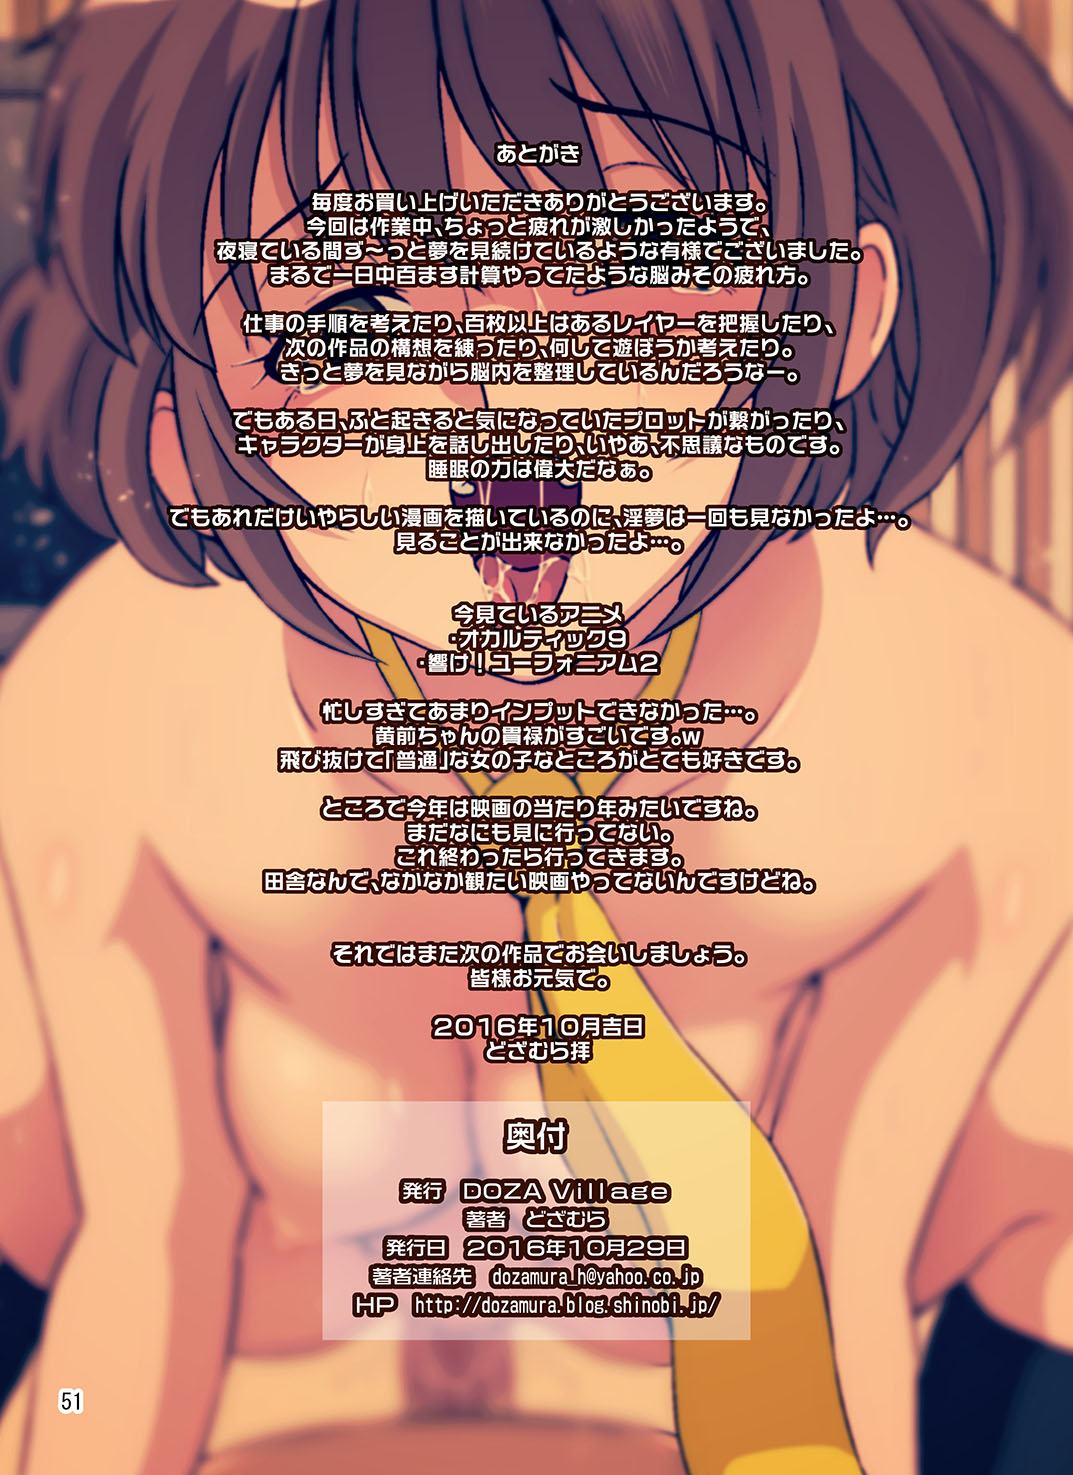 あとがき
毎度お買い上げいただきありがとうございます。
今回は作業中、ちょっと疲れが激しかったようで、
夜寝ている間ず～っと夢を見続けているような有様でございました。
まるで一日中百ます計算やってたような脳みその疲れ方。
仕事の手順を考えたり、百枚以上はあるレイヤーを把握したり、
次の作品の構想を練ったり、何して遊ぼうか考えたり。
きっと夢を見ながら脳内を整理しているんだろうなー。
でもある日、ふと起きると気になっていたプロットが繋がったり、
キャラクターが身上を話し出したり、いやあ、不思議なものです。
睡眠の力は偉大だなぁ。
でもあれだけいやらしい漫画を描いているのに、淫夢は一回も見なかったよ…。
見ることが出来なかったよ…。
今見ているアニメ
・オカルティック9
・響け！ユーフォニアム2
忙しすぎてあまりインプットできなかった…。
黄前ちゃんの貫禄がすごいです。w
飛び抜けて「普通」な女の子なところがとても好きです。
ところで今年は映画の当たり年みたいですね。
まだなにも見に行ってない。
これ終わったら行ってきます。
田舎なんで、なかなか観たい映画やってないんですけどね。
それではまた次の作品でお会いしましょう。
皆様お元気で。
2016年10月吉日
どざむら拝
奥付
発行 DOZA Village
著者 どざむら
発行日 2016年10月29日
著者連絡先 dozamura_h@yahoo.co.jp
HP http://dozamura.blog.shinobi.jp/
51